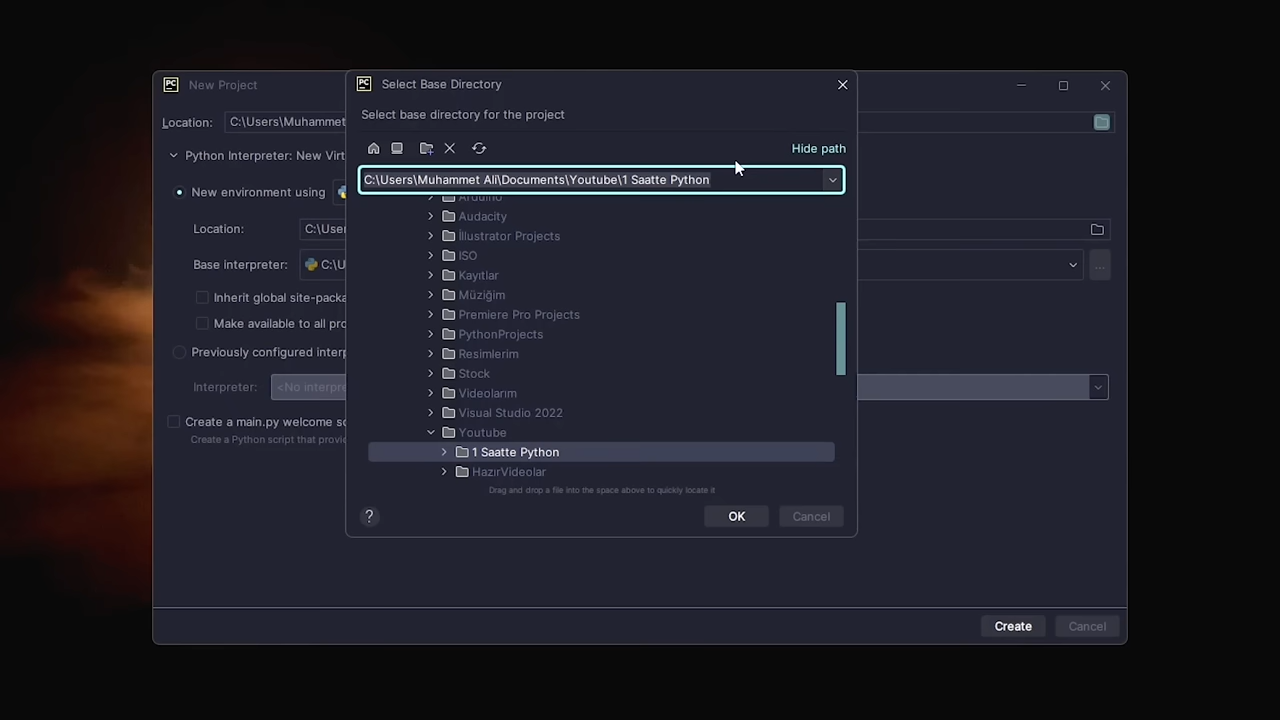 PC New Project
PC Select Base Directory
Select base directory for the project
Location: C:\Users\Muhammet
Hide path
Python Interpreter: New Virt
C:\Users\Muhammet Ali\Documents\Youtube\1 Saatte Python
New environment using
Arduino
Audacity
Location: C:\User
İllustrator Projects
ISO
Base interpreter: C:\U
...
Kayıtlar
Müziğim
Inherit global site-packa
Premiere Pro Projects
Make available to all pro
PythonProjects
Previously configured interp
Resimlerim
Stock
Interpreter: <No interpre
Videolarım
Visual Studio 2022
Create a main.py welcome sc
Youtube
Create a Python script that provid
1 Saatte Python
HazırVideolar
Drag and drop a file into the space above to quickly locate it
?
OK
Cancel
Create
Cancel